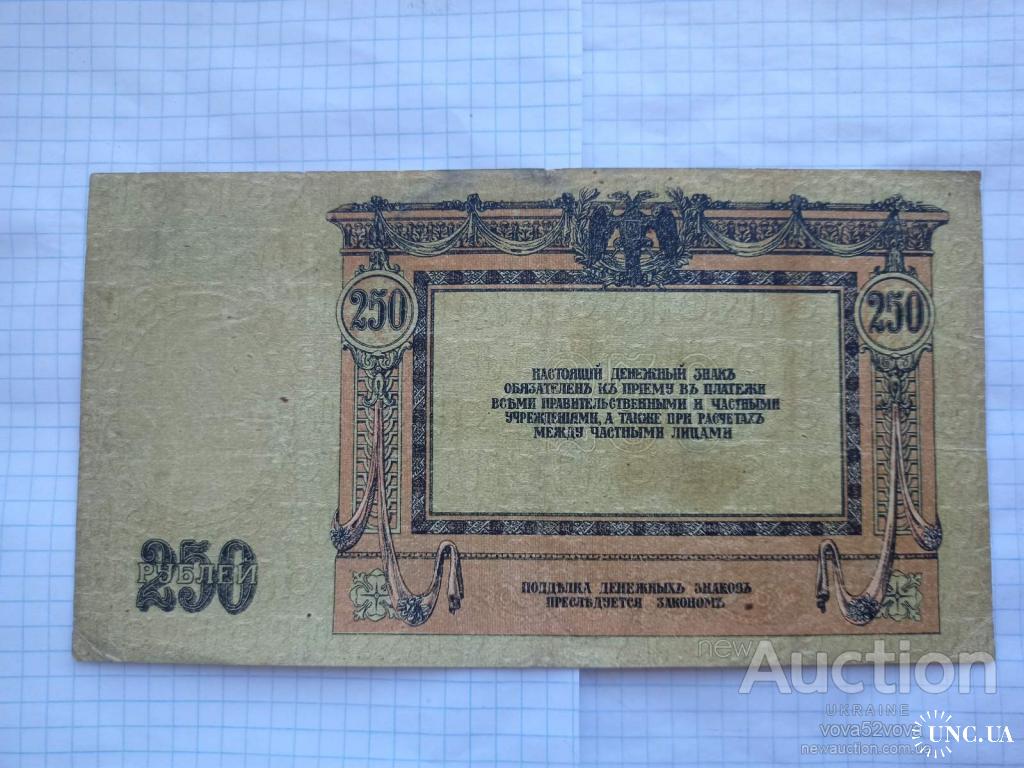 250
250
НАСТОЯЩІЙ ДЕНЕЖНЫЙ ЗНАКЪ
ОБЯЗАТЕЛЕНЪ КЪ ПРІЕМУ ВЪ ПЛАТЕЖИ
ВСѢМИ ПРАВИТЕЛЬСТВЕННЫМИ И ЧАСТНЫМИ
УЧРЕЖДЕНІЯМИ, А ТАКЖЕ ПРИ РАСЧЕТАХЪ
МЕЖДУ ЧАСТНЫМИ ЛИЦАМИ
250
РУБЛЕЙ
ПОДДѢЛКА ДЕНЕЖНЫХЪ ЗНАКОВЪ
ПРЕСЛѢДУЕТСЯ ЗАКОНОМЪ
new Auction
UKRAINE
vova52vova
newauction.com.ua
UNC.UA